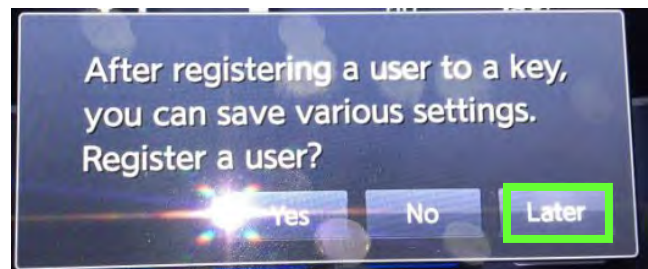 After registering a user to a key,
you can save various settings.
Register a user?
Yes No Later